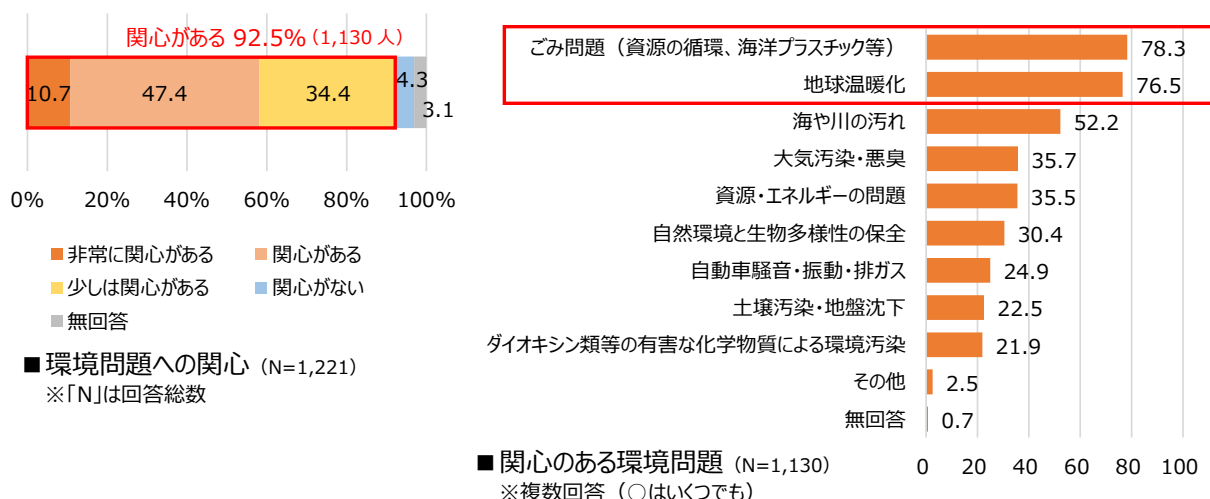 関心がある 92.5%（1,130 人）
10.7 47.4 34.4 4.3 3.1
0% 20% 40% 60% 80% 100%
非常に関心がある 関心がある
少しは関心がある 関心がない
無回答
■ 環境問題への関心（N=1,221）
※「N」は回答総数
ごみ問題（資源の循環、海洋プラスチック等） 78.3
地球温暖化 76.5
海や川の汚れ 52.2
大気汚染・悪臭 35.7
資源・エネルギーの問題 35.5
自然環境と生物多様性の保全 30.4
自動車騒音・振動・排ガス 24.9
土壌汚染・地盤沈下 22.5
ダイオキシン類等の有害な化学物質による環境汚染 21.9
その他 2.5
無回答 0.7
0 20 40 60 80 100
■ 関心のある環境問題（N=1,130）
※複数回答（○はいくつでも）